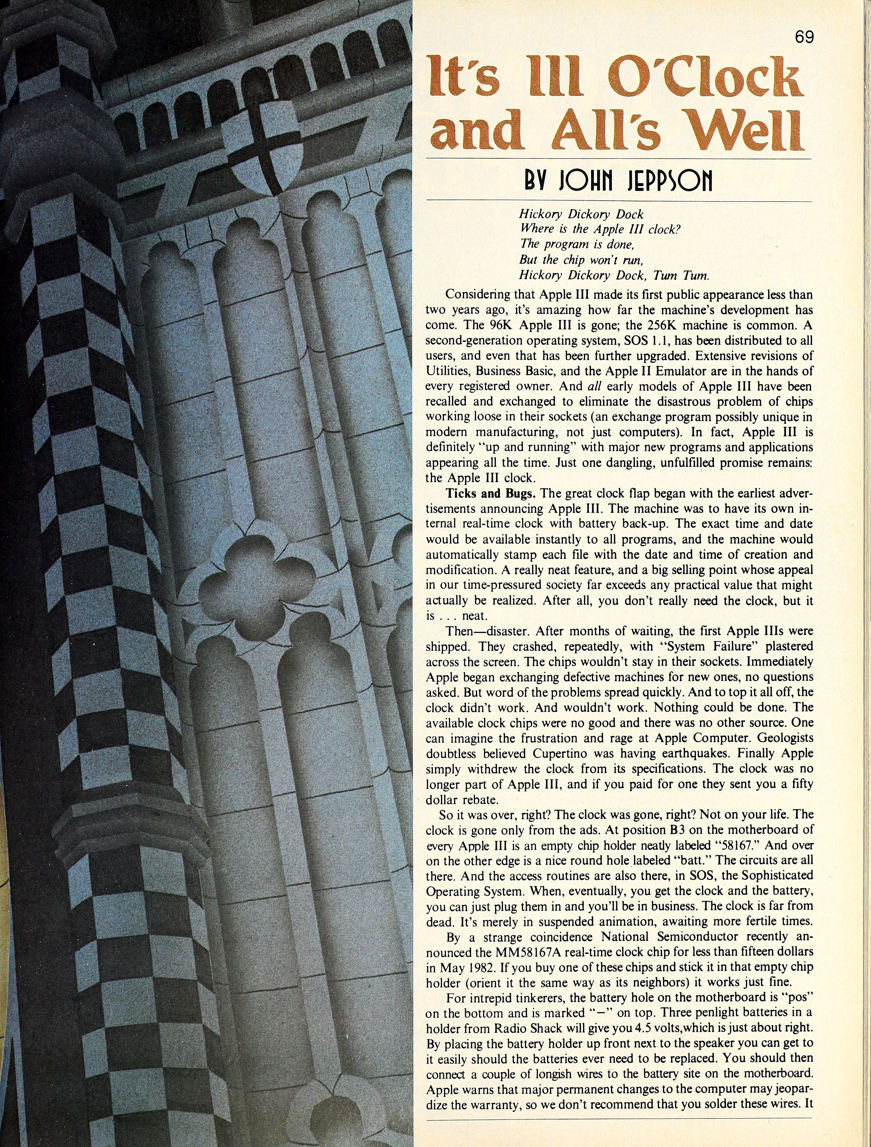 69
It's III O'Clock
and All's Well
BY JOHN JEPPSON
Hickory Dickory Dock
Where is the Apple III clock?
The program is done,
But the chip won't run,
Hickory Dickory Dock, Tum Tum.
Considering that Apple III made its first public appearance less than
two years ago, it's amazing how far the machine's development has
come. The 96K Apple III is gone; the 256K machine is common. A
second-generation operating system, SOS 1.1, has been distributed to all
users, and even that has been further upgraded. Extensive revisions of
Utilities, Business Basic, and the Apple II Emulator are in the hands of
every registered owner. And all early models of Apple III have been
recalled and exchanged to eliminate the disastrous problem of chips
working loose in their sockets (an exchange program possibly unique in
modern manufacturing, not just computers). In fact, Apple III is
definitely "up and running" with major new programs and applications
appearing all the time. Just one dangling, unfulfilled promise remains:
the Apple III clock.
Ticks and Bugs. The great clock flap began with the earliest adver-
tisements announcing Apple III. The machine was to have its own in-
ternal real-time clock with battery back-up. The exact time and date
would be available instantly to all programs, and the machine would
automatically stamp each file with the date and time of creation and
modification. A really neat feature, and a big selling point whose appeal
in our time-pressured society far exceeds any practical value that might
actually be realized. After all, you don't really need the clock, but it
is . . . neat.
Then—disaster. After months of waiting, the first Apple IIIs were
shipped. They crashed, repeatedly, with "System Failure" plastered
across the screen. The chips wouldn't stay in their sockets. Immediately
Apple began exchanging defective machines for new ones, no questions
asked. But word of the problems spread quickly. And to top it all off, the
clock didn't work. And wouldn't work. Nothing could be done. The
available clock chips were no good and there was no other source. One
can imagine the frustration and rage at Apple Computer. Geologists
doubtless believed Cupertino was having earthquakes. Finally Apple
simply withdrew the clock from its specifications. The clock was no
longer part of Apple III, and if you paid for one they sent you a fifty
dollar rebate.
So it was over, right? The clock was gone, right? Not on your life. The
clock is gone only from the ads. At position B3 on the motherboard of
every Apple III is an empty chip holder neatly labeled "58167." And over
on the other edge is a nice round hole labeled "batt." The circuits are all
there. And the access routines are also there, in SOS, the Sophisticated
Operating System. When, eventually, you get the clock and the battery,
you can just plug them in and you'll be in business. The clock is far from
dead. It's merely in suspended animation, awaiting more fertile times.
By a strange coincidence National Semiconductor recently an-
nounced the MM58167A real-time clock chip for less than fifteen dollars
in May 1982. If you buy one of these chips and stick it in that empty chip
holder (orient it the same way as its neighbors) it works just fine.
For intrepid tinkerers, the battery hole on the motherboard is "pos"
on the bottom and is marked "−" on top. Three penlight batteries in a
holder from Radio Shack will give you 4.5 volts,which is just about right.
By placing the battery holder up front next to the speaker you can get to
it easily should the batteries ever need to be replaced. You should then
connect a couple of longish wires to the battery site on the motherboard.
Apple warns that major permanent changes to the computer may jeopar-
dize the warranty, so we don't recommend that you solder these wires. It